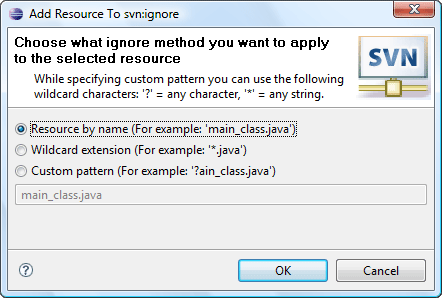 Add Resource To svn:ignore
Choose what ignore method you want to apply
to the selected resource
While specifying custom pattern you can use the following
wildcard characters: '?' = any character, '*' = any string.
SVN
Resource by name (For example: 'main_class.java')
Wildcard extension (For example: '*.java')
Custom pattern (For example: '?ain_class.java')
main_class.java
?
OK
Cancel